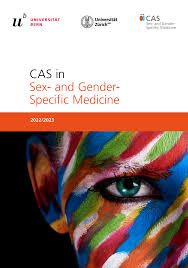 u^b
UNIVERSITÄT
BERN
Universität
Zürich UZH
CAS
Sex- and Gender-
Specific Medicine
CAS in
Sex- and Gender-
Specific Medicine
2022/2023